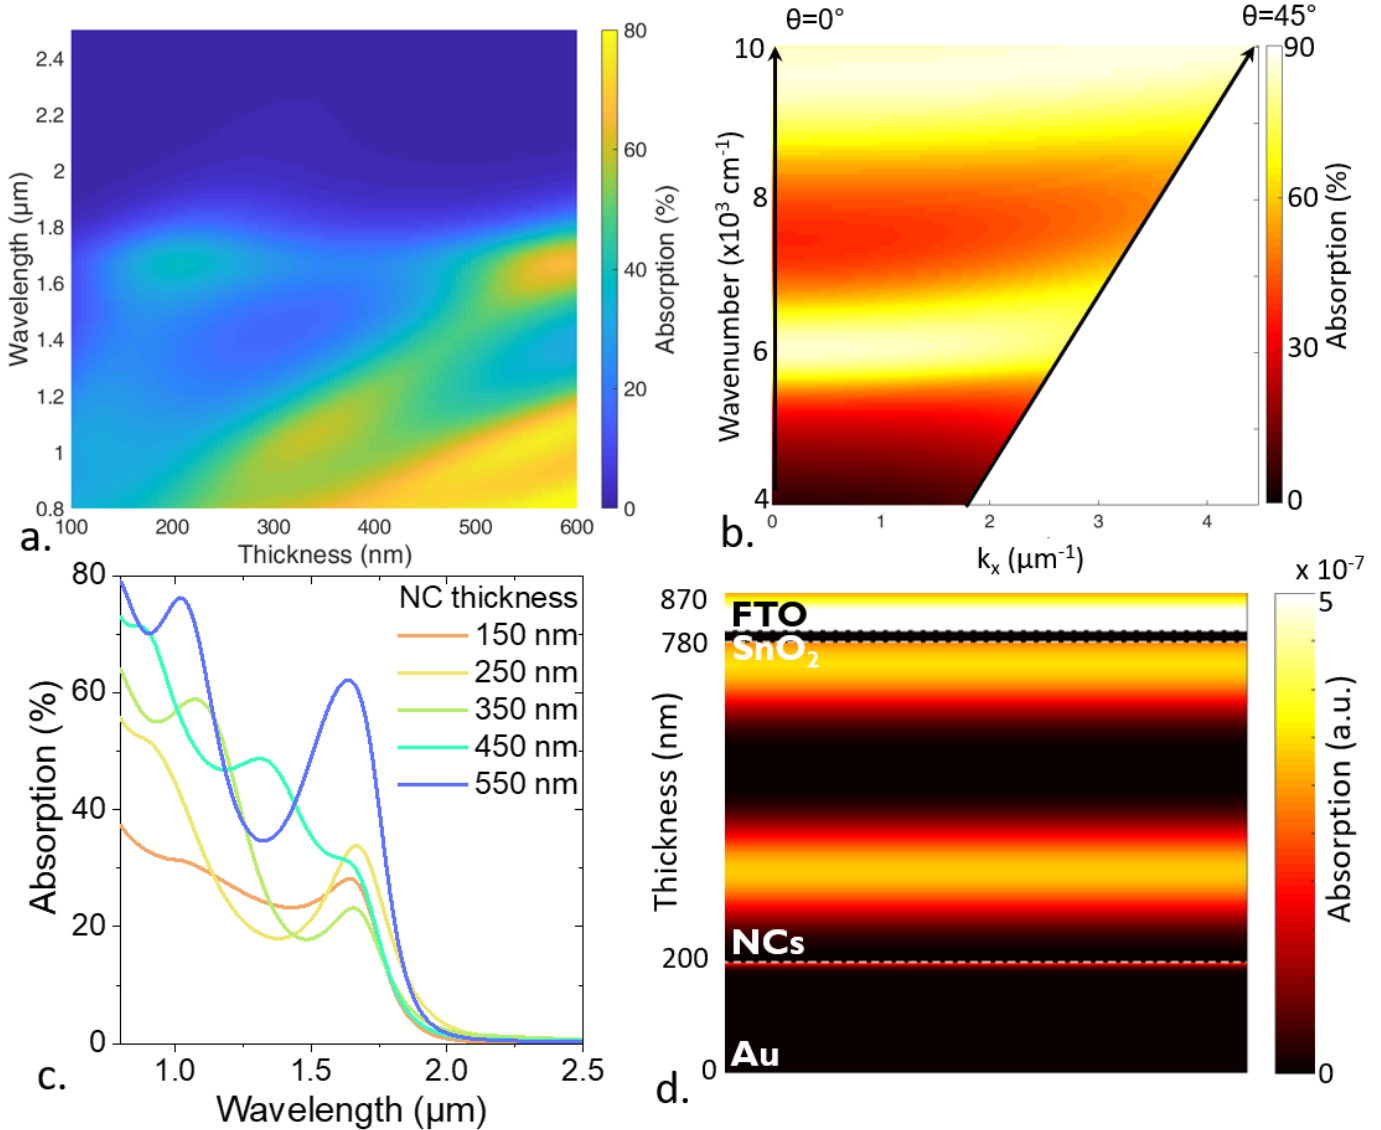 2.4
2.2
2
1.8
1.6
1.4
1.2
1
0.8
Wavelength (µm)
100 200 300 400 500 600
Thickness (nm)
80
60
40
20
0
Absorption (%)
a.
θ=0°
θ=45°
10
8
6
4
Wavenumber (x10³ cm⁻¹)
0 1 2 3 4
kₓ (µm⁻¹)
90
60
30
0
Absorption (%)
b.
80
60
40
20
0
Absorption (%)
NC thickness
150 nm
250 nm
350 nm
450 nm
550 nm
1.0 1.5 2.0 2.5
Wavelength (µm)
c.
870
780
200
0
Thickness (nm)
FTO
SnO₂
NCs
Au
x 10⁻⁷
5
0
Absorption (a.u.)
d.